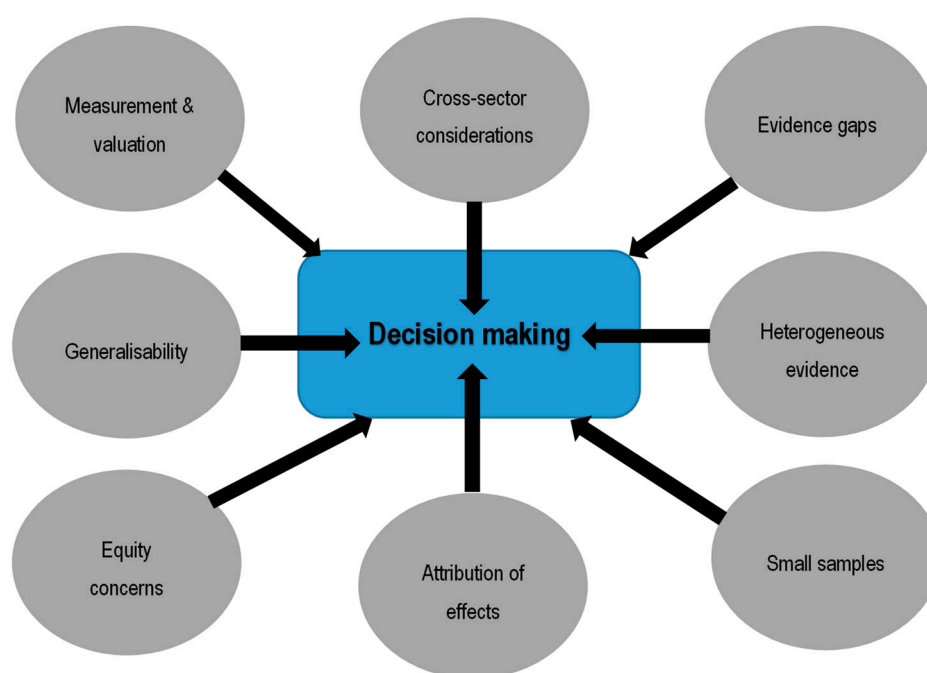 Measurement &
valuation
Cross-sector
considerations
Evidence gaps
Generalisability
Decision making
Heterogeneous
evidence
Equity
concerns
Attribution of
effects
Small samples